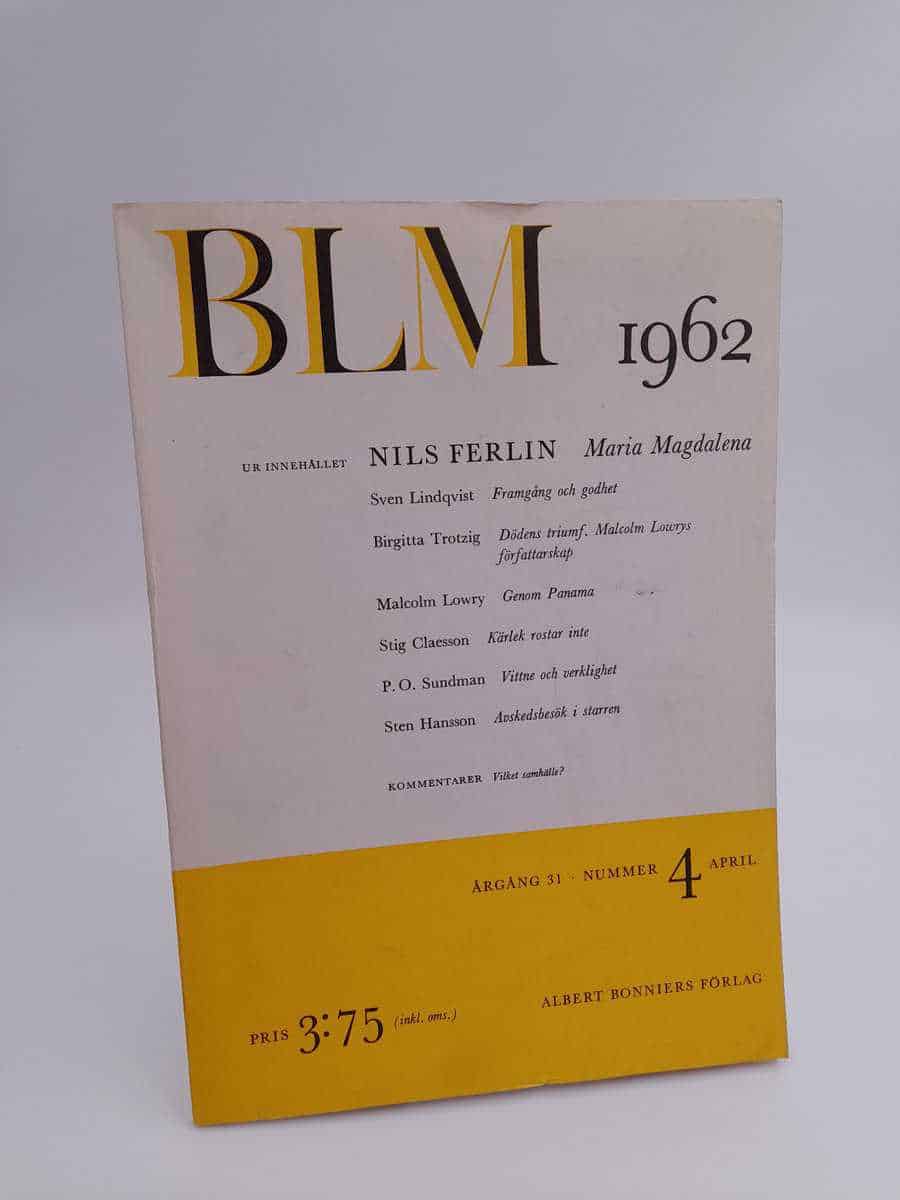 BLM 1962
UR INNEHÅLLET NILS FERLIN Maria Magdalena
Sven Lindqvist Framgång och godhet
Birgitta Trotzig Dödens triumf. Malcolm Lowrys
författarskap
Malcolm Lowry Genom Panama
Stig Claesson Kärlek rostar inte
P. O. Sundman Vittne och verklighet
Sten Hansson Avskedsbesök i starren
KOMMENTARER Vilket samhälle?
ÅRGÅNG 31 · NUMMER 4 APRIL
ALBERT BONNIERS FÖRLAG
PRIS 3:75 (inkl. oms.)